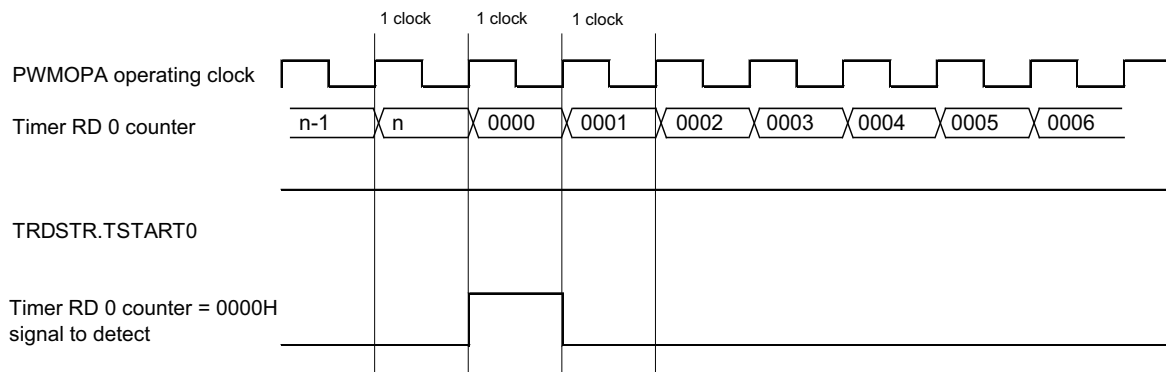 1 clock 1 clock 1 clock
PWMOPA operating clock
Timer RD 0 counter n-1 n 0000 0001 0002 0003 0004 0005 0006
TRDSTR.TSTART0
Timer RD 0 counter = 0000H
signal to detect